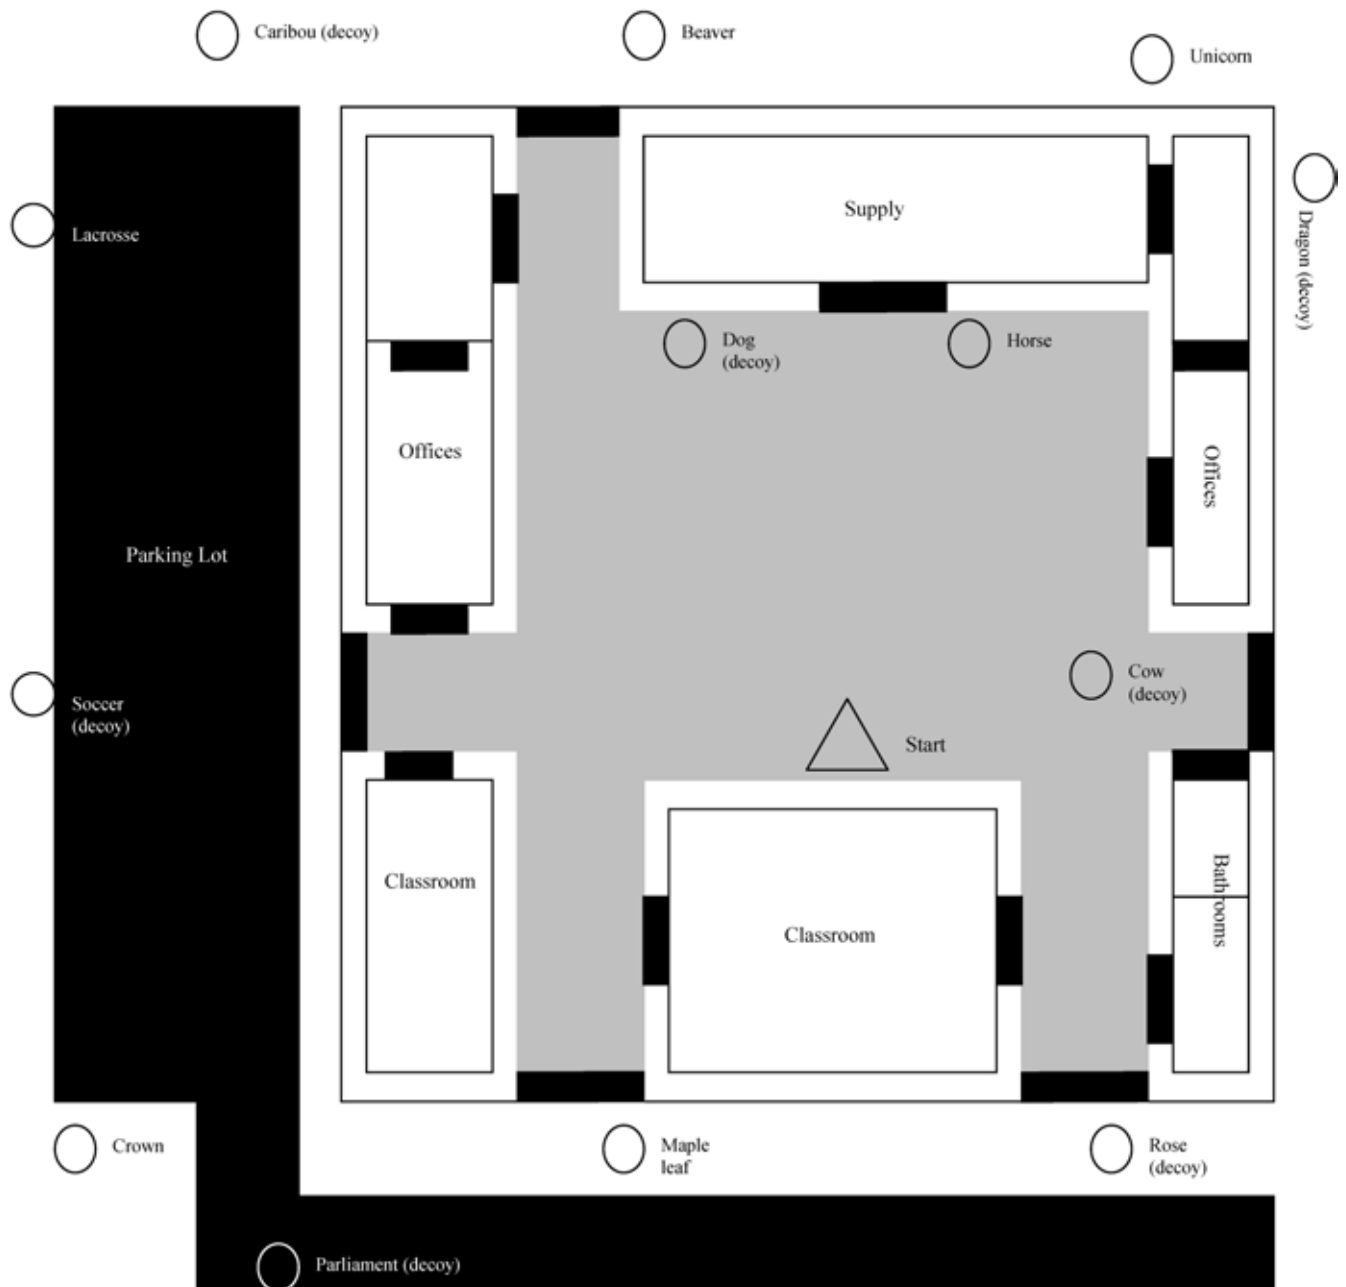 Caribou (decoy)
Beaver
Unicorn
Lacrosse
Supply
Dragon (decoy)
Dog
(decoy)
Horse
Offices
Offices
Parking Lot
Cow
(decoy)
Soccer
(decoy)
Start
Classroom
Classroom
Bathrooms
Crown
Maple
leaf
Rose
(decoy)
Parliament (decoy)